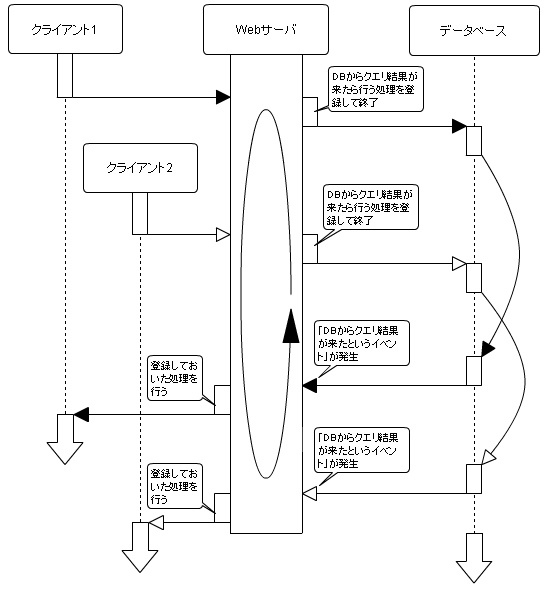 クライアント1
Webサーバ
データベース
DBからクエリ結果が
来たら行う処理を登
録して終了
クライアント2
DBからクエリ結果が
来たら行う処理を登
録して終了
「DBからクエリ結果
が来たというイベ
ント」が発生
登録してお
いた処理を
行う
「DBからクエリ結果
が来たというイベ
ント」が発生
登録してお
いた処理を
行う